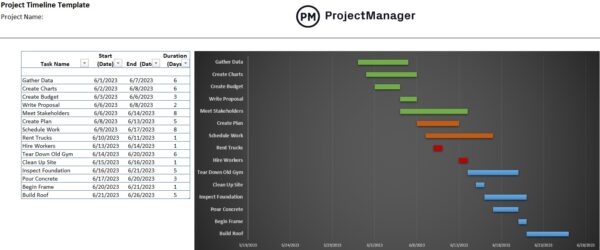 Project Timeline Template
Project Name:
PM ProjectManager
Task Name Start (Date) End (Date) Duration (Days
Gather Data 6/1/2023 6/7/2023 6
Create Charts 6/2/2023 6/8/2023 6
Create Budget 6/3/2023 6/6/2023 3
Write Proposal 6/6/2023 6/8/2023 2
Meet Stakeholders 6/6/2023 6/14/2023 8
Create Plan 6/8/2023 6/13/2023 5
Schedule Work 6/9/2023 6/17/2023 8
Rent Trucks 6/10/2023 6/11/2023 1
Hire Workers 6/13/2023 6/14/2023 1
Tear Down Old Gym 6/14/2023 6/20/2023 6
Clean Up Site 6/15/2023 6/16/2023 1
Inspect Foundation 6/16/2023 6/21/2023 5
Pour Concrete 6/17/2023 6/20/2023 3
Begin Frame 6/20/2023 6/21/2023 1
Build Roof 6/21/2023 6/26/2023 5
Gather Data
Create Charts
Create Budget
Write Proposal
Meet Stakeholders
Create Plan
Schedule Work
Rent Trucks
Hire Workers
Tear Down Old Gym
Clean Up Site
Inspect Foundation
Pour Concrete
Begin Frame
Build Roof
5/19/2023 5/24/2023 5/29/2023 6/3/2023 6/8/2023 6/13/2023 6/18/2023 6/23/2023 6/28/2023